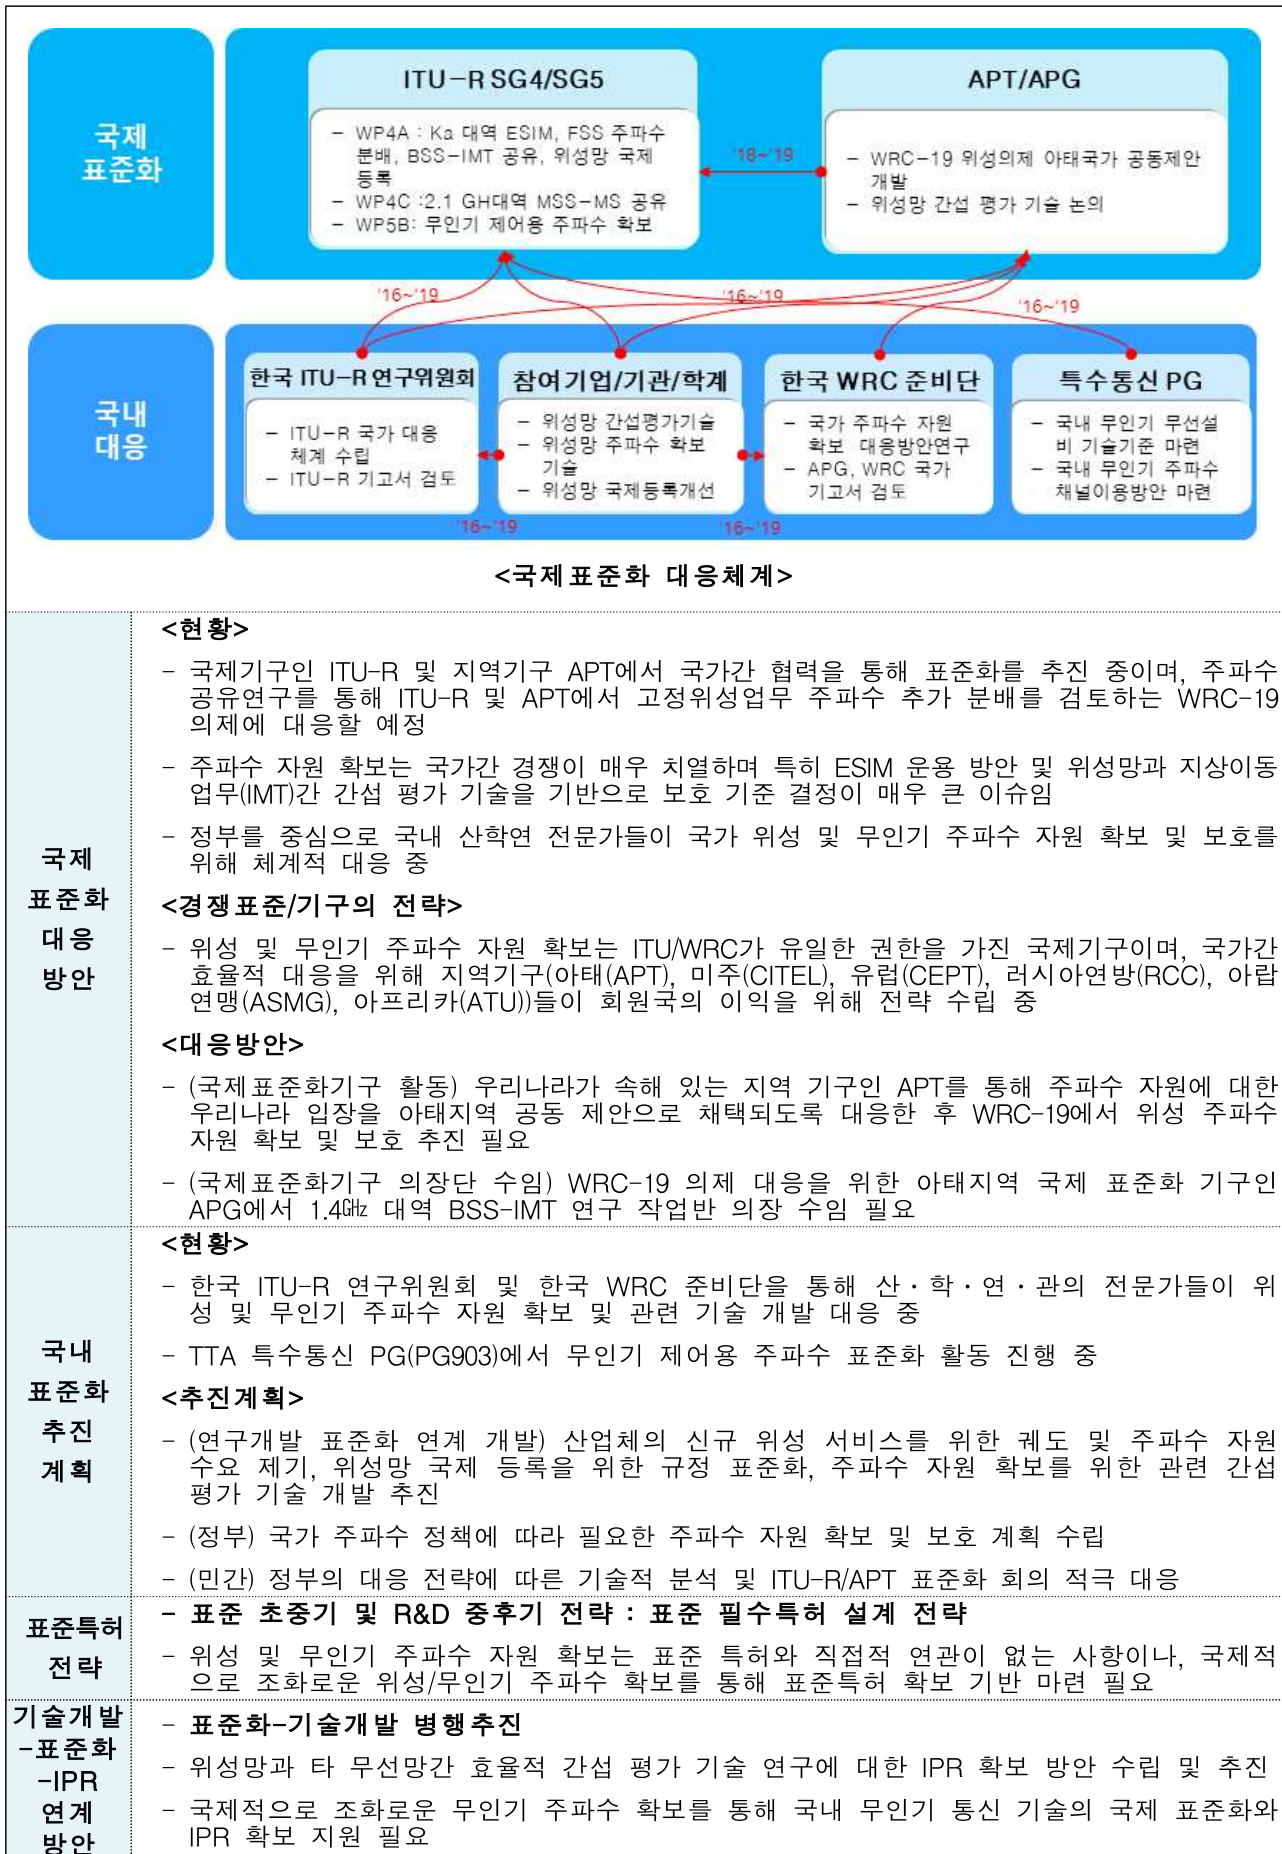 국제
표준화
ITU-R SG4/SG5
- WP4A : Ka 대역 ESIM, FSS 주파수
분배, BSS-IMT 공유, 위성망 국제
등록
- WP4C :2.1 GH대역 MSS-MS 공유
- WP5B: 무인기 제어용 주파수 확보
'18~'19
APT/APG
- WRC-19 위성의제 아태국가 공동제안
개발
- 위성망 간섭 평가 기술 논의
'16~'19
'16~'19
'16~'19
국내
대응
한국 ITU-R 연구위원회
- ITU-R 국가 대응
체계 수립
- ITU-R 기고서 검토
참여기업/기관/학계
- 위성망 간섭평가기술
- 위성망 주파수 확보
기술
- 위성망 국제등록개선
한국 WRC 준비단
- 국가 주파수 자원
확보 대응방안연구
- APG, WRC 국가
기고서 검토
특수통신 PG
- 국내 무인기 무선설
비 기술기준 마련
- 국내 무인기 주파수
채널이용방안 마련
'16~'19
'16~'19
<국제표준화 대응체계>
국제
표준화
대응
방안
<현황>
- 국제기구인 ITU-R 및 지역기구 APT에서 국가간 협력을 통해 표준화를 추진 중이며, 주파수
공유연구를 통해 ITU-R 및 APT에서 고정위성업무 주파수 추가 분배를 검토하는 WRC-19
의제에 대응할 예정
- 주파수 자원 확보는 국가간 경쟁이 매우 치열하며 특히 ESIM 운용 방안 및 위성망과 지상이동
업무(IMT)간 간섭 평가 기술을 기반으로 보호 기준 결정이 매우 큰 이슈임
- 정부를 중심으로 국내 산학연 전문가들이 국가 위성 및 무인기 주파수 자원 확보 및 보호를
위해 체계적 대응 중
<경쟁표준/기구의 전략>
- 위성 및 무인기 주파수 자원 확보는 ITU/WRC가 유일한 권한을 가진 국제기구이며, 국가간
효율적 대응을 위해 지역기구(아태(APT), 미주(CITEL), 유럽(CEPT), 러시아연방(RCC), 아랍
연맹(ASMG), 아프리카(ATU))들이 회원국의 이익을 위해 전략 수립 중
<대응방안>
- (국제표준화기구 활동) 우리나라가 속해 있는 지역 기구인 APT를 통해 주파수 자원에 대한
우리나라 입장을 아태지역 공동 제안으로 채택되도록 대응한 후 WRC-19에서 위성 주파수
자원 확보 및 보호 추진 필요
- (국제표준화기구 의장단 수임) WRC-19 의제 대응을 위한 아태지역 국제 표준화 기구인
APG에서 1.4㎓ 대역 BSS-IMT 연구 작업반 의장 수임 필요
국내
표준화
추진
계획
<현황>
- 한국 ITU-R 연구위원회 및 한국 WRC 준비단을 통해 산·학·연·관의 전문가들이 위
성 및 무인기 주파수 자원 확보 및 관련 기술 개발 대응 중
- TTA 특수통신 PG(PG903)에서 무인기 제어용 주파수 표준화 활동 진행 중
<추진계획>
- (연구개발 표준화 연계 개발) 산업체의 신규 위성 서비스를 위한 궤도 및 주파수 자원
수요 제기, 위성망 국제 등록을 위한 규정 표준화, 주파수 자원 확보를 위한 관련 간섭
평가 기술 개발 추진
- (정부) 국가 주파수 정책에 따라 필요한 주파수 자원 확보 및 보호 계획 수립
- (민간) 정부의 대응 전략에 따른 기술적 분석 및 ITU-R/APT 표준화 회의 적극 대응
표준특허
전략
- 표준 초중기 및 R&D 중후기 전략 : 표준 필수특허 설계 전략
- 위성 및 무인기 주파수 자원 확보는 표준 특허와 직접적 연관이 없는 사항이나, 국제적
으로 조화로운 위성/무인기 주파수 확보를 통해 표준특허 확보 기반 마련 필요
기술개발
-표준화
-IPR
연계
방안
- 표준화-기술개발 병행추진
- 위성망과 타 무선망간 효율적 간섭 평가 기술 연구에 대한 IPR 확보 방안 수립 및 추진
- 국제적으로 조화로운 무인기 주파수 확보를 통해 국내 무인기 통신 기술의 국제 표준화와
IPR 확보 지원 필요